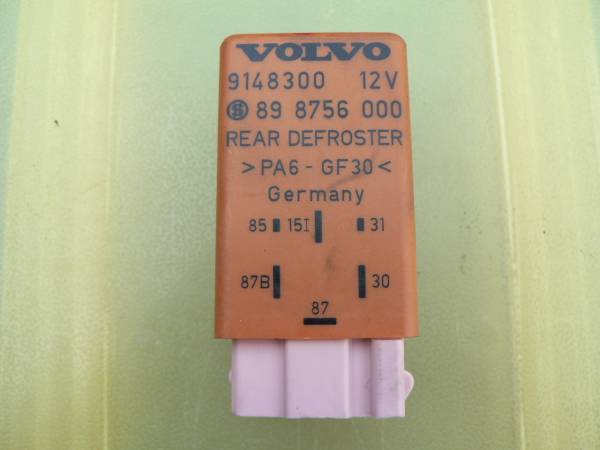 VOLVO
9148300 12V
S 89 8756 000
REAR DEFROSTER
>PA6 - GF30<
Germany
85 15I 31
87B 30
87